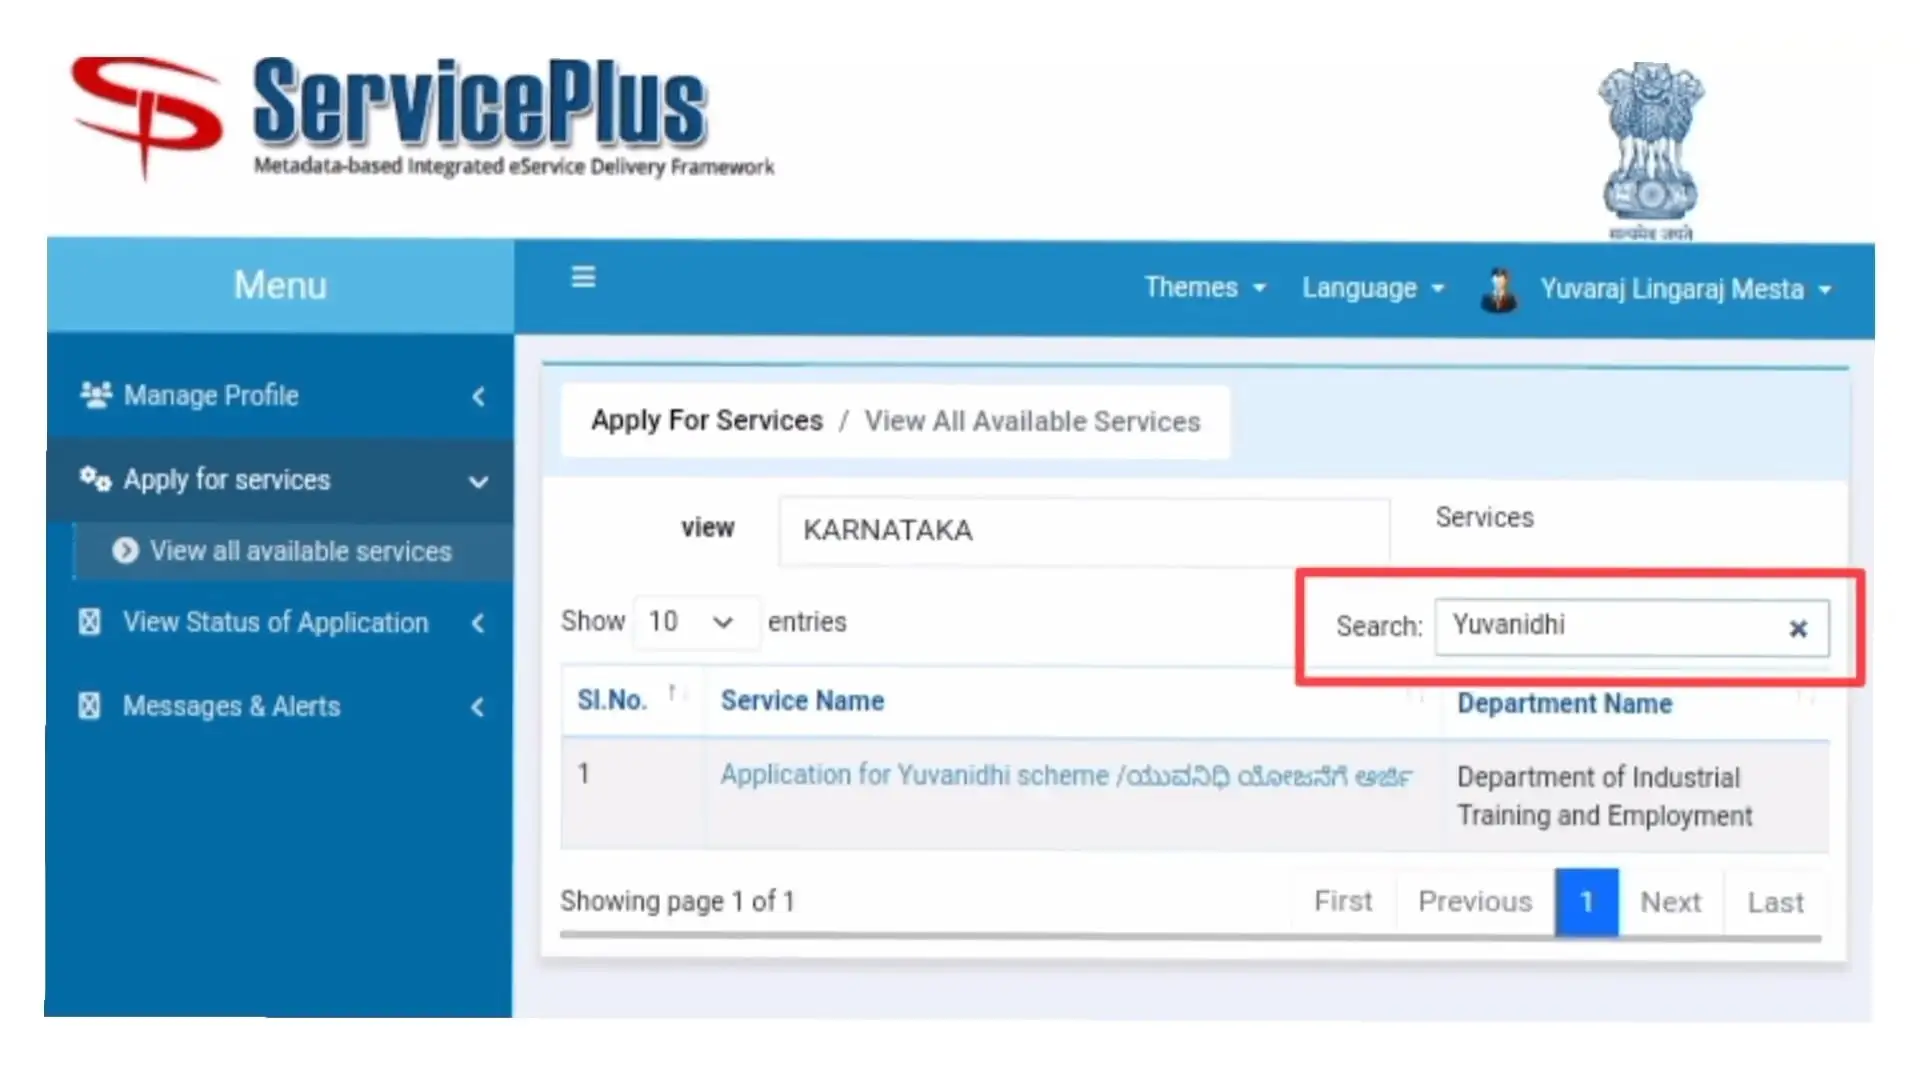 ServicePlus
Metadata-based Integrated eService Delivery Framework
सत्यमेव जयते
Menu
Themes
Language
Yuvaraj Lingaraj Mesta
Manage Profile
Apply for services
View all available services
View Status of Application
Messages & Alerts
Apply For Services / View All Available Services
view KARNATAKA Services
Show 10 entries
Search: Yuvanidhi
Sl.No. Service Name Department Name
1 Application for Yuvanidhi scheme /ಯುವನಿಧಿ ಯೋಜನೆಗೆ ಅರ್ಜಿ Department of Industrial
Training and Employment
Showing page 1 of 1
First Previous 1 Next Last